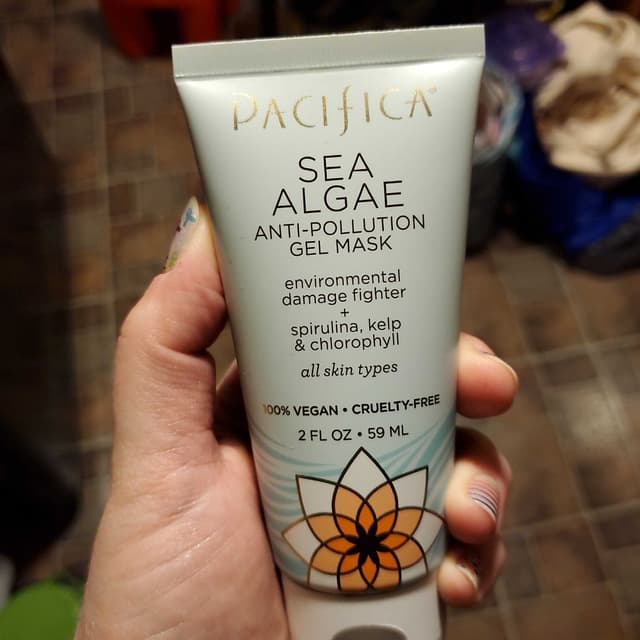 PACIFICA
SEA
ALGAE
ANTI-POLLUTION
GEL MASK
environmental
damage fighter
+
spirulina, kelp
& chlorophyll
all skin types
100% VEGAN • CRUELTY-FREE
2 FL OZ • 59 ML